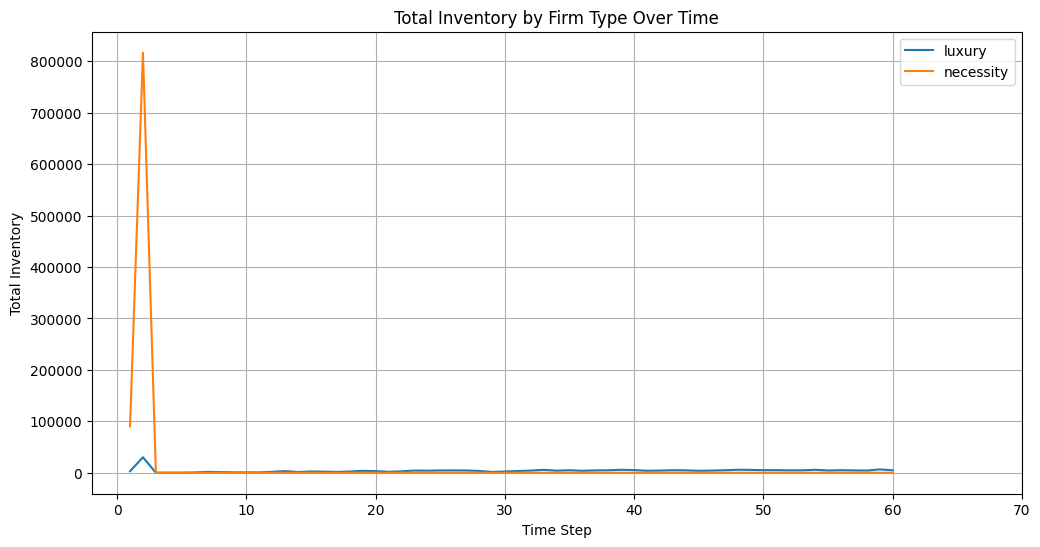 Total Inventory by Firm Type Over Time
luxury
necessity
800000
700000
600000
500000
400000
300000
200000
100000
0
Total Inventory
0 10 20 30 40 50 60 70
Time Step